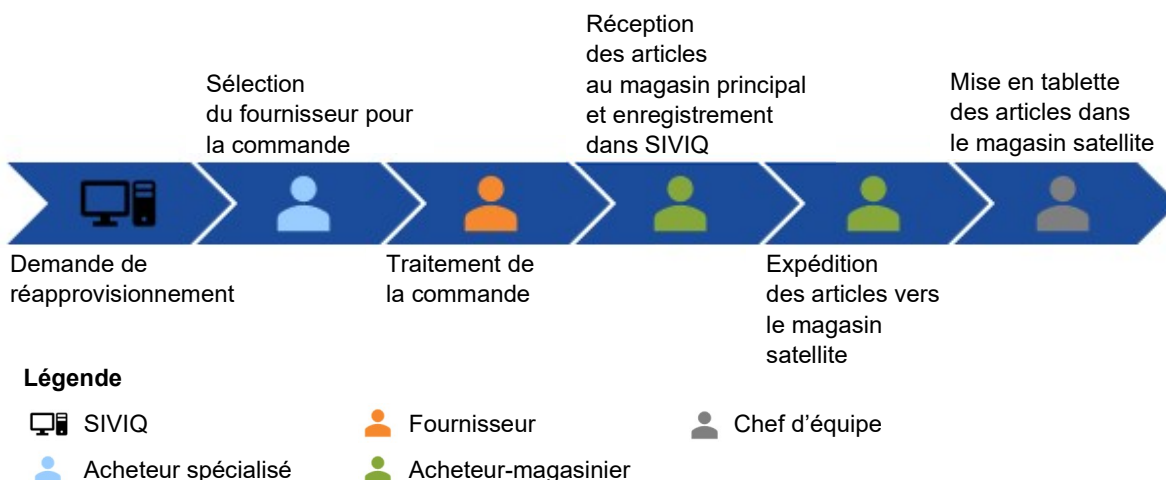 Sélection
du fournisseur pour
la commande
Réception
des articles
au magasin principal
et enregistrement
dans SIVIQ
Mise en tablette
des articles dans
le magasin satellite
Demande de
réapprovisionnement
Traitement de
la commande
Expédition
des articles vers
le magasin
satellite
Légende
SIVIQ
Fournisseur
Chef d’équipe
Acheteur spécialisé
Acheteur-magasinier